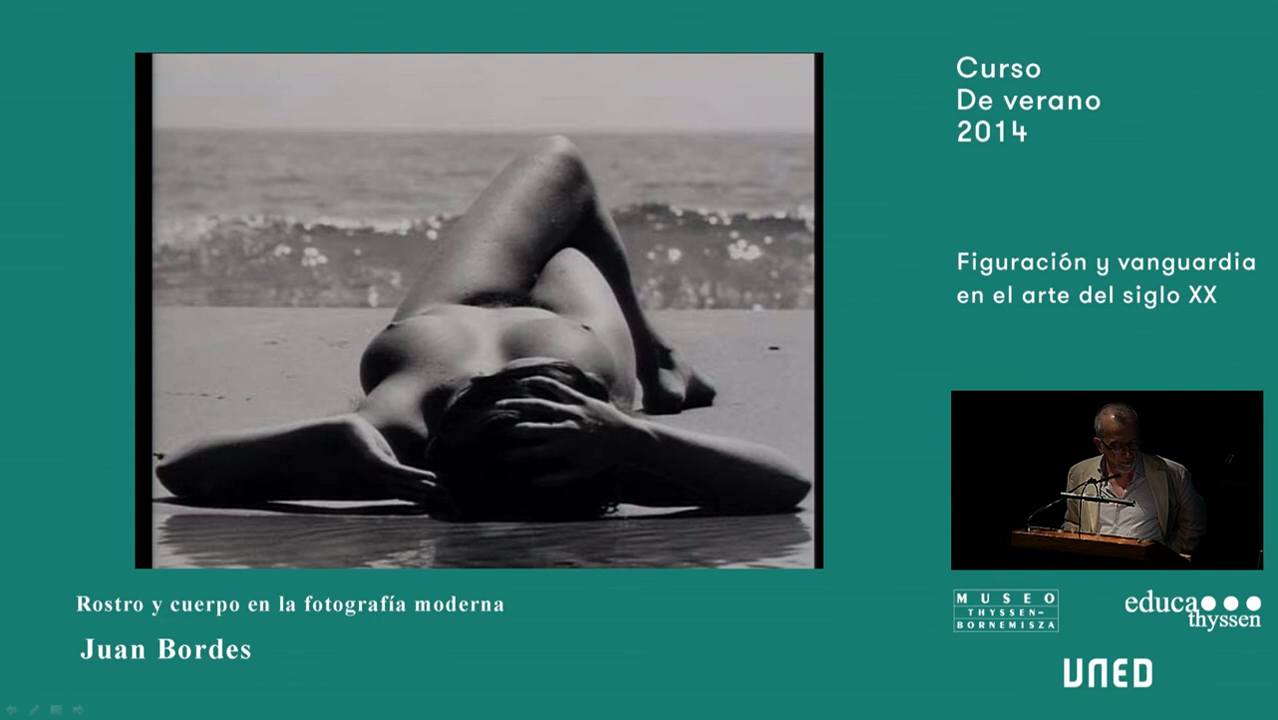 Curso
De verano
2014
Figuración y vanguardia
en el arte del siglo XX
Rostro y cuerpo en la fotografía moderna
Juan Bordes
MUSEO
THYSSEN-
BORNEMISZA
educa
thyssen
UNED